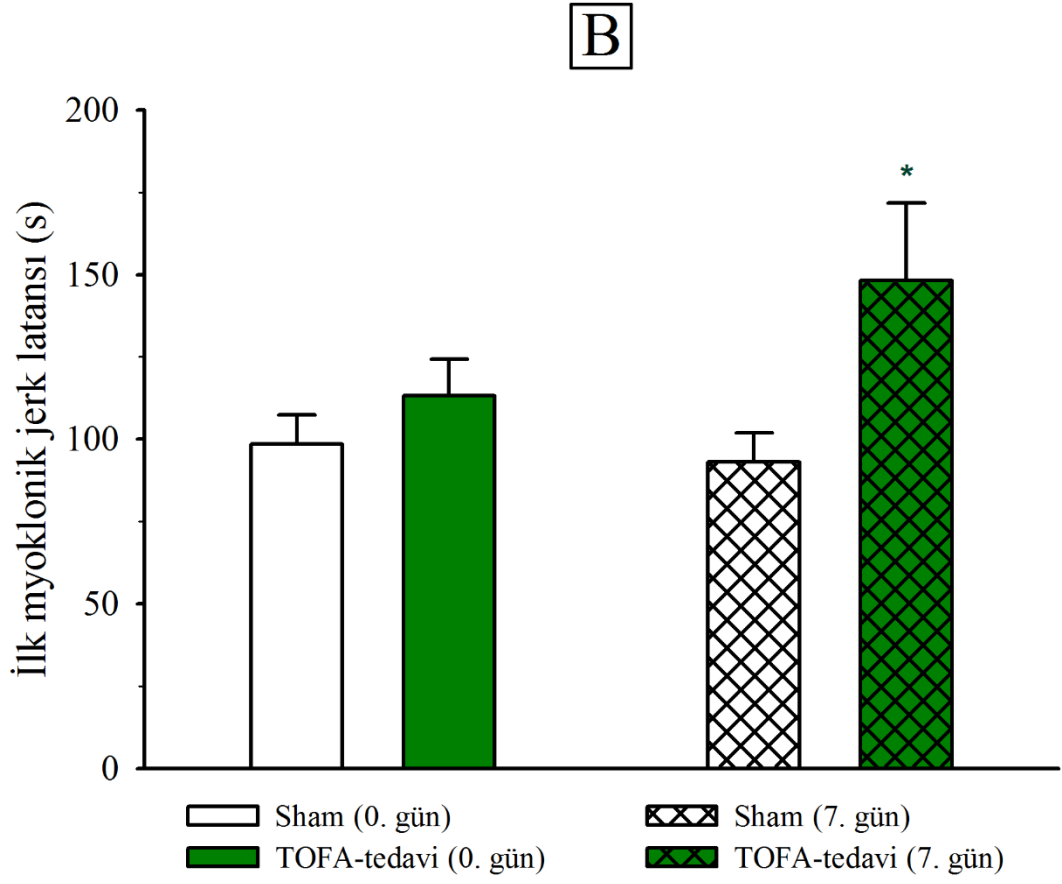 B
İlk myoklonik jerk latansı (s)
200
150
100
50
0
*
Sham (0. gün)
Sham (7. gün)
TOFA-tedavi (0. gün)
TOFA-tedavi (7. gün)